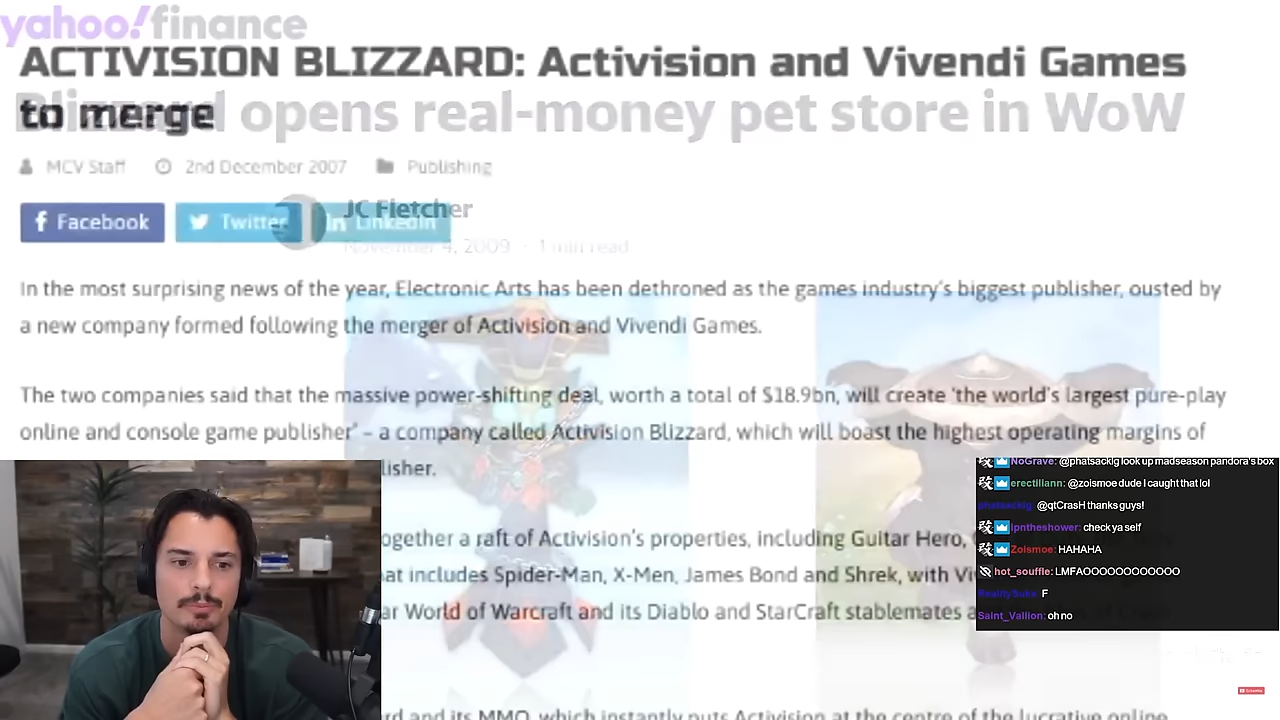 yahoo!finance
ACTIVISION BLIZZARD: Activision and Vivendi Games
to merge
Blizzard opens real-money pet store in WoW
MCV Staff 2nd December 2007 Publishing
JC Fletcher
Facebook Twitter LinkedIn
November 4, 2009 · 1 min read
In the most surprising news of the year, Electronic Arts has been dethroned as the games industry's biggest publisher, ousted by
a new company formed following the merger of Activision and Vivendi Games.
The two companies said that the massive power-shifting deal, worth a total of $18.9bn, will create 'the world's largest pure-play
online and console game publisher' – a company called Activision Blizzard, which will boast the highest operating margins of
lisher.
ogether a raft of Activision's properties, including Guitar Hero,
at includes Spider-Man, X-Men, James Bond and Shrek, with Vi
ar World of Warcraft and its Diablo and StarCraft stablemates a
rd and its MMO, which instantly puts Activision at the centre of the lucrative online
NoGrave: @phatsackig look up madseason pandora's box
erectillann: @zoismoe dude I caught that lol
phatsackig: @qtCrasH thanks guys!
ipntheshower: check ya self
Zoismoe: HAHAHA
hot_souffle: LMFAOOOOOOOOOOOO
RealitySuke: F
Saint_Vallion: oh no